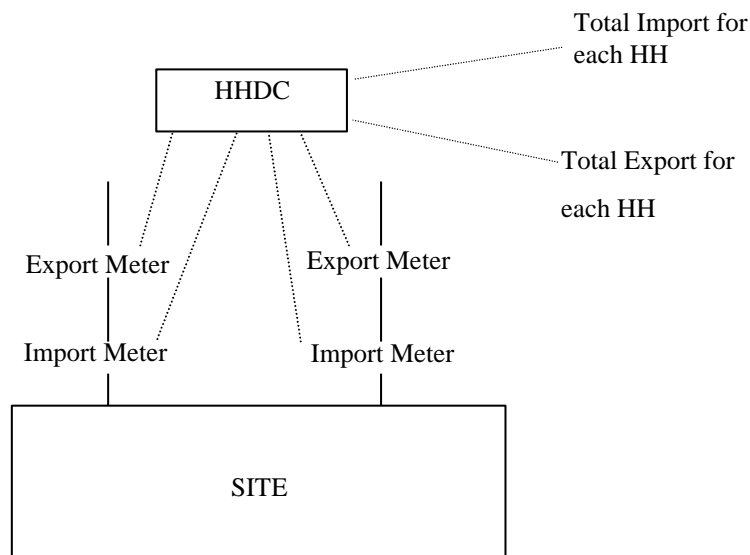 Total Import for
each HH
HHDC
Total Export for
each HH
Export Meter
Export Meter
Import Meter
Import Meter
SITE